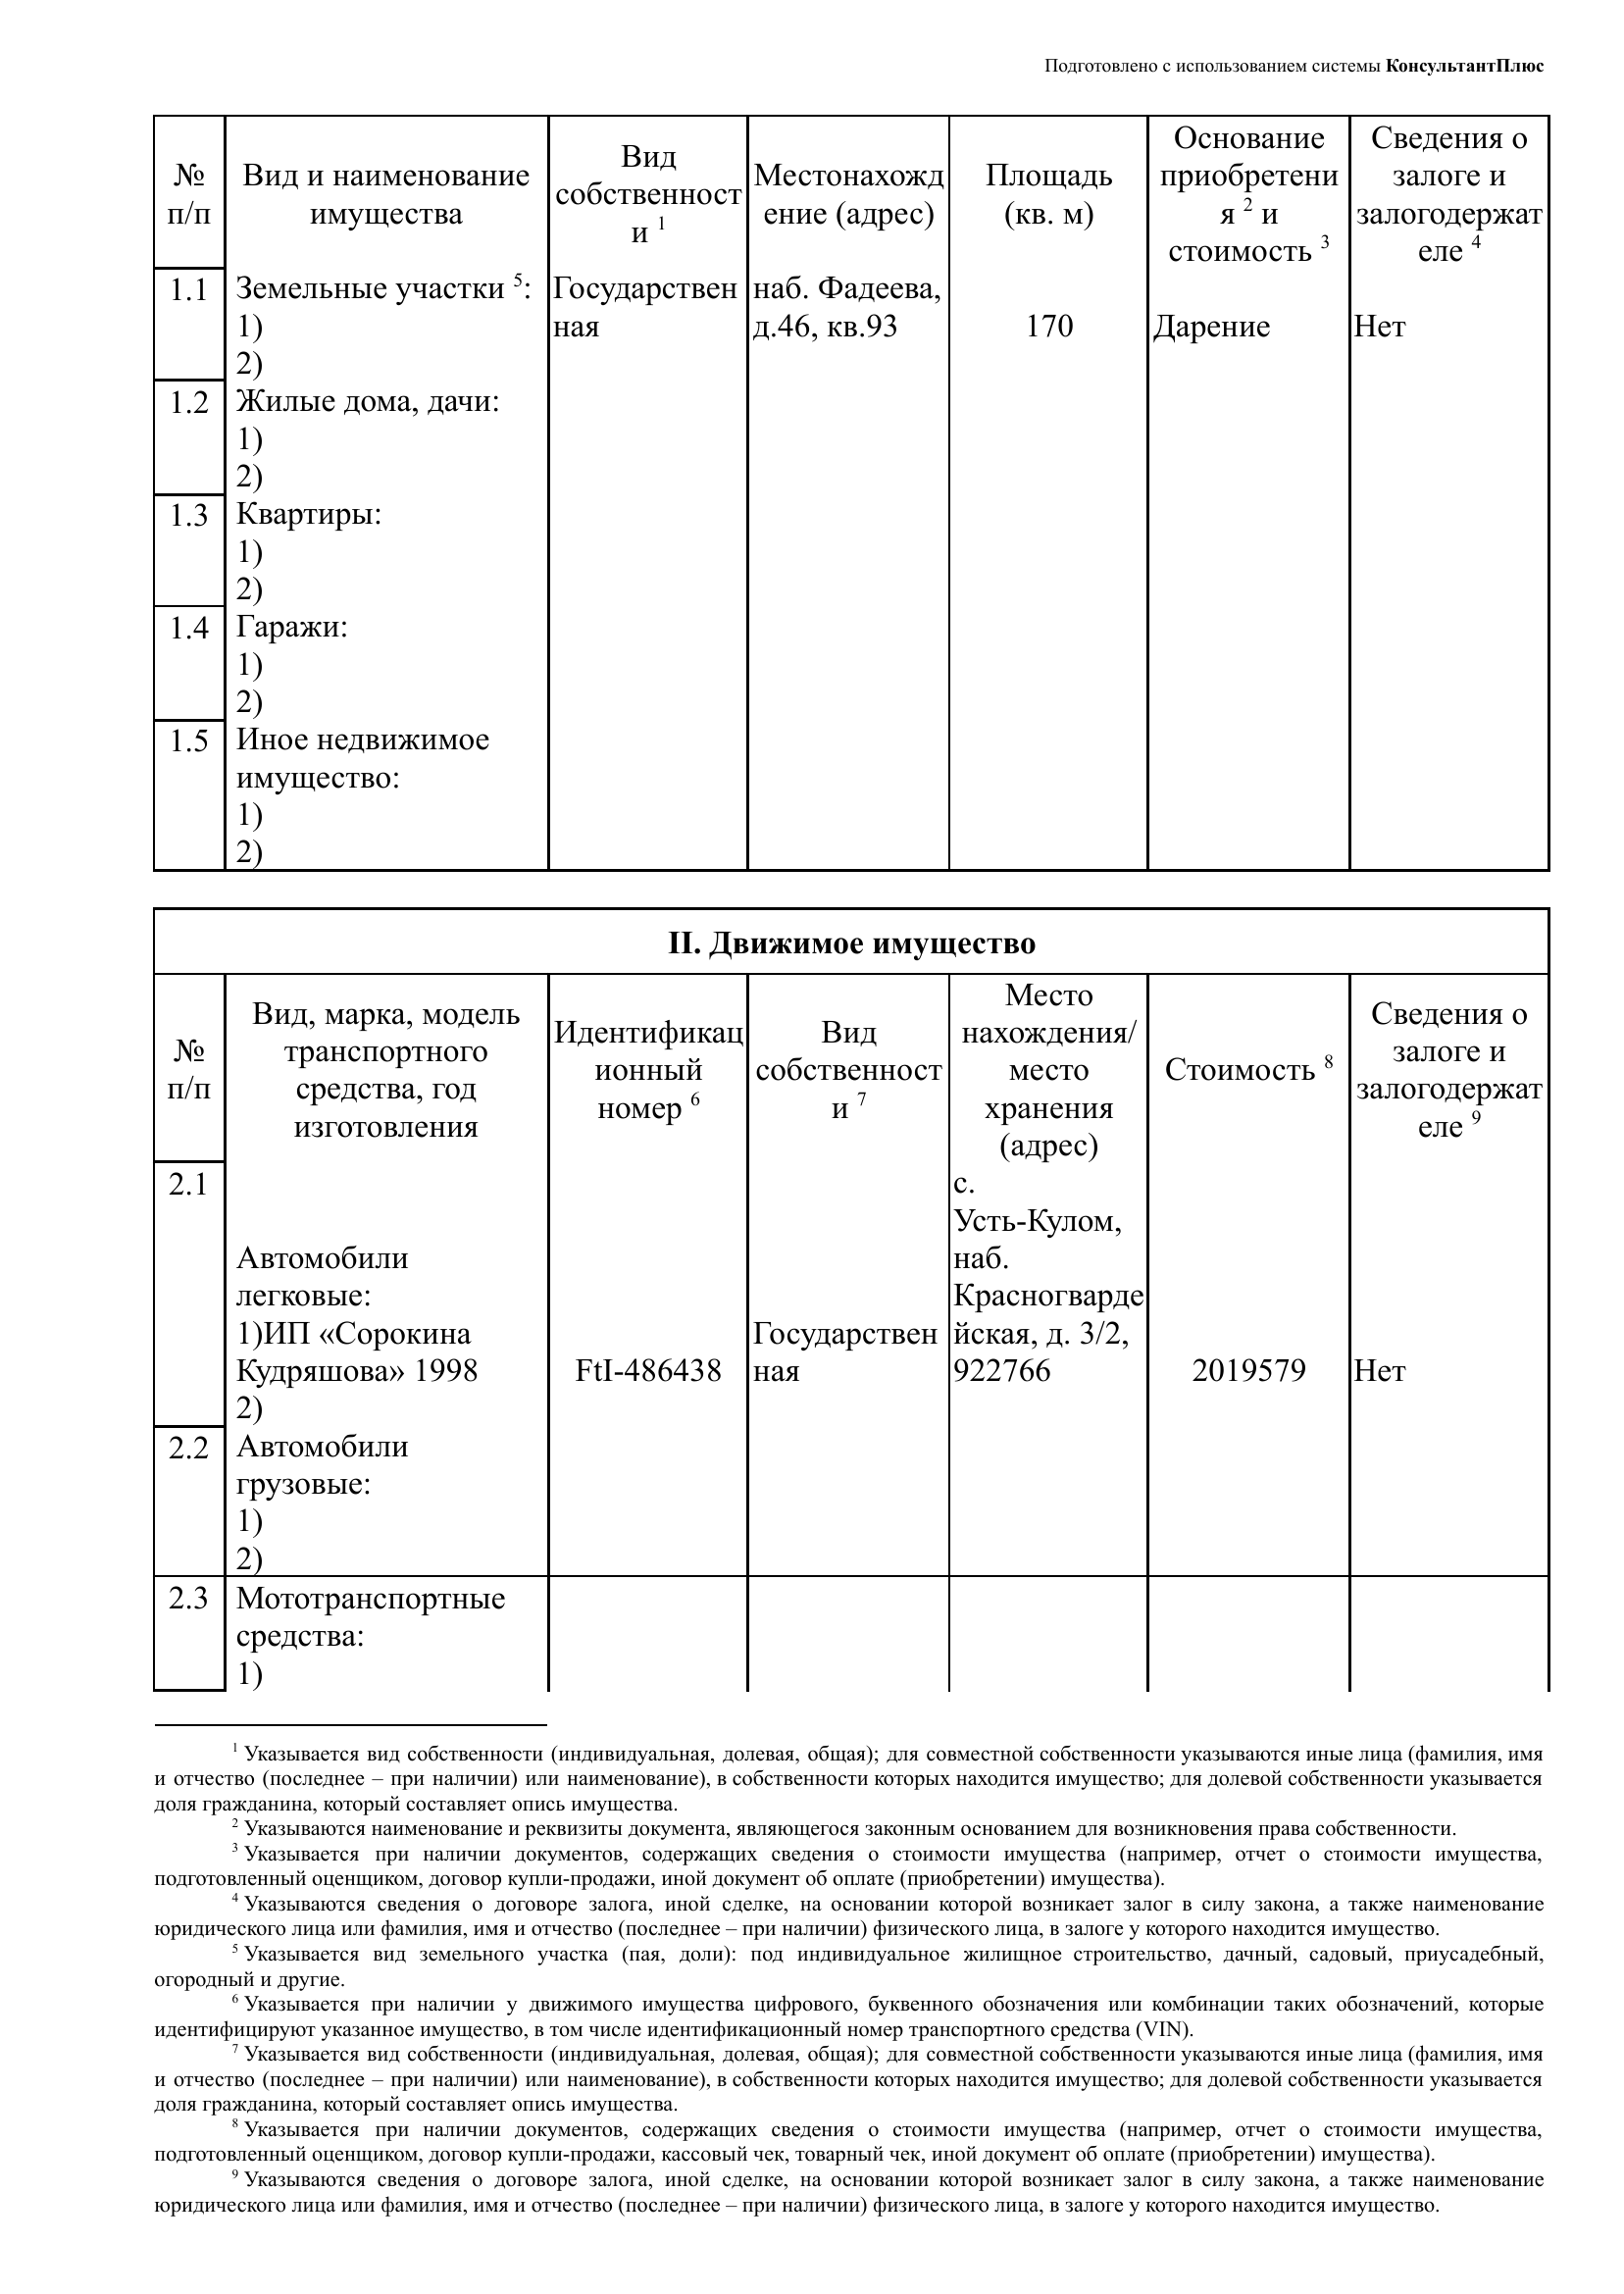 Подготовлено с использованием системы КонсультантПлюс
№
п/п
Вид и наименование
имущества
Вид
собственност
и 1
Местонахожд
ение (адрес)
Площадь
(кв. м)
Основание
приобретени
я 2 и
стоимость 3
Сведения о
залоге и
залогодержат
еле 4
1.1
Земельные участки 5:
1)
2)
Государствен
ная
наб. Фадеева,
д.46, кв.93
170
Дарение
Нет
1.2
Жилые дома, дачи:
1)
2)
1.3
Квартиры:
1)
2)
1.4
Гаражи:
1)
2)
1.5
Иное недвижимое
имущество:
1)
2)
II. Движимое имущество
№
п/п
Вид, марка, модель
транспортного
средства, год
изготовления
Идентификац
ионный
номер 6
Вид
собственност
и 7
Место
нахождения/
место
хранения
(адрес)
Стоимость 8
Сведения о
залоге и
залогодержат
еле 9
2.1
Автомобили
легковые:
1)ИП «Сорокина
Кудряшова» 1998
2)
FtI-486438
Государствен
ная
с.
Усть-Кулом,
наб.
Красногварде
йская, д. 3/2,
922766
2019579
Нет
2.2
Автомобили
грузовые:
1)
2)
2.3
Мототранспортные
средства:
1)
1 Указывается вид собственности (индивидуальная, долевая, общая); для совместной собственности указываются иные лица (фамилия, имя
и отчество (последнее – при наличии) или наименование), в собственности которых находится имущество; для долевой собственности указывается
доля гражданина, который составляет опись имущества.
2 Указываются наименование и реквизиты документа, являющегося законным основанием для возникновения права собственности.
3 Указывается при наличии документов, содержащих сведения о стоимости имущества (например, отчет о стоимости имущества,
подготовленный оценщиком, договор купли-продажи, иной документ об оплате (приобретении) имущества).
4 Указываются сведения о договоре залога, иной сделке, на основании которой возникает залог в силу закона, а также наименование
юридического лица или фамилия, имя и отчество (последнее – при наличии) физического лица, в залоге у которого находится имущество.
5 Указывается вид земельного участка (пая, доли): под индивидуальное жилищное строительство, дачный, садовый, приусадебный,
огородный и другие.
6 Указывается при наличии у движимого имущества цифрового, буквенного обозначения или комбинации таких обозначений, которые
идентифицируют указанное имущество, в том числе идентификационный номер транспортного средства (VIN).
7 Указывается вид собственности (индивидуальная, долевая, общая); для совместной собственности указываются иные лица (фамилия, имя
и отчество (последнее – при наличии) или наименование), в собственности которых находится имущество; для долевой собственности указывается
доля гражданина, который составляет опись имущества.
8 Указывается при наличии документов, содержащих сведения о стоимости имущества (например, отчет о стоимости имущества,
подготовленный оценщиком, договор купли-продажи, кассовый чек, товарный чек, иной документ об оплате (приобретении) имущества).
9 Указываются сведения о договоре залога, иной сделке, на основании которой возникает залог в силу закона, а также наименование
юридического лица или фамилия, имя и отчество (последнее – при наличии) физического лица, в залоге у которого находится имущество.